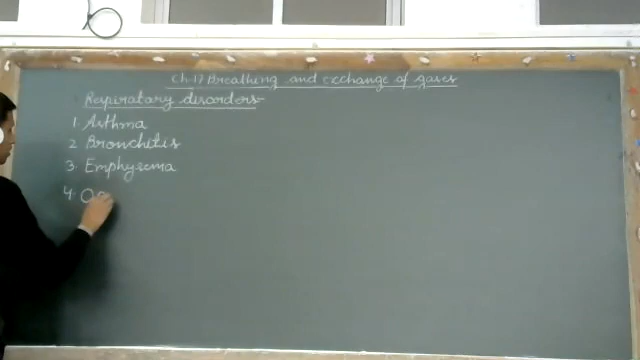 Ch.17 Breathing and exchange of gases
Respiratory disorders-
1. Asthma
2. Bronchitis
3. Emphysema
4.